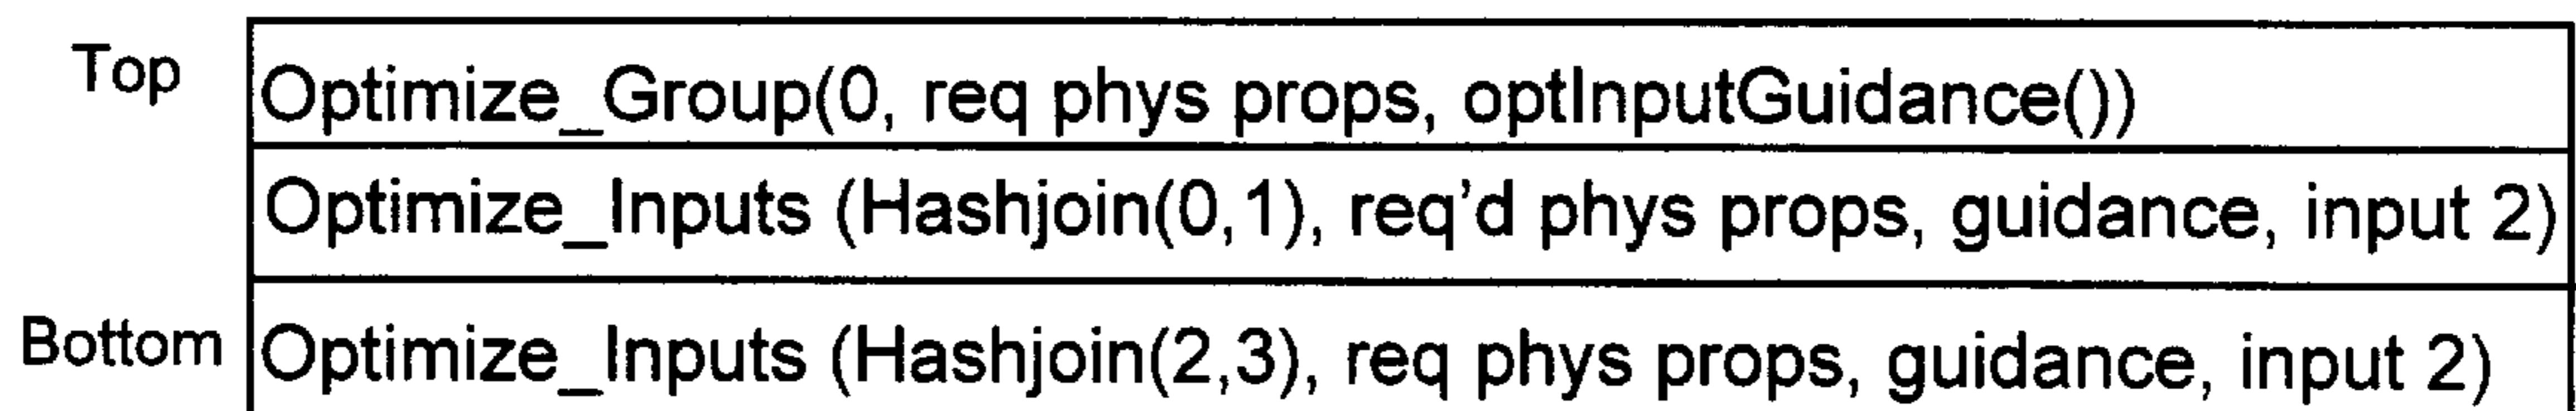 Top
Optimize_Group(0, req phys props, optInputGuidance())
Optimize_Inputs (Hashjoin(0,1), req'd phys props, guidance, input 2)
Bottom
Optimize_Inputs (Hashjoin(2,3), req phys props, guidance, input 2)